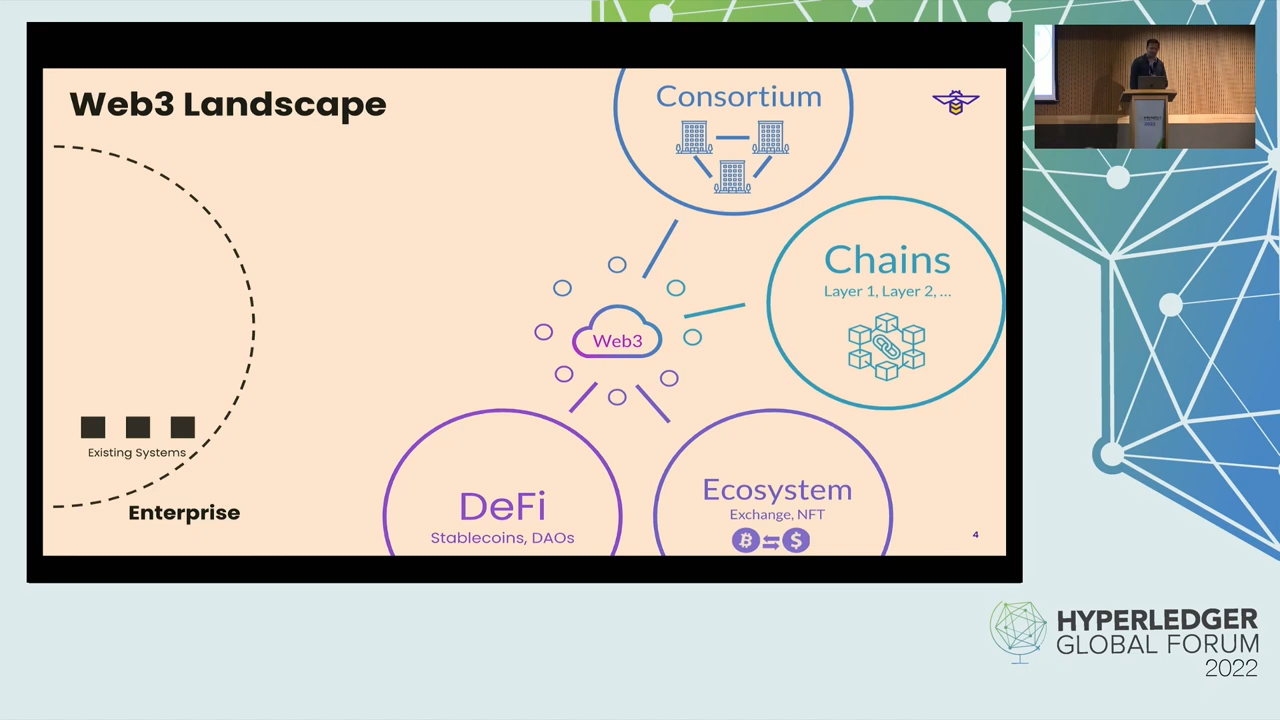 Web3 Landscape
Consortium
Chains
Layer 1, Layer 2, ...
Web3
Existing Systems
Enterprise
DeFi
Stablecoins, DAOs
Ecosystem
Exchange, NFT
4
HYPERLEDGER
GLOBAL FORUM
2022